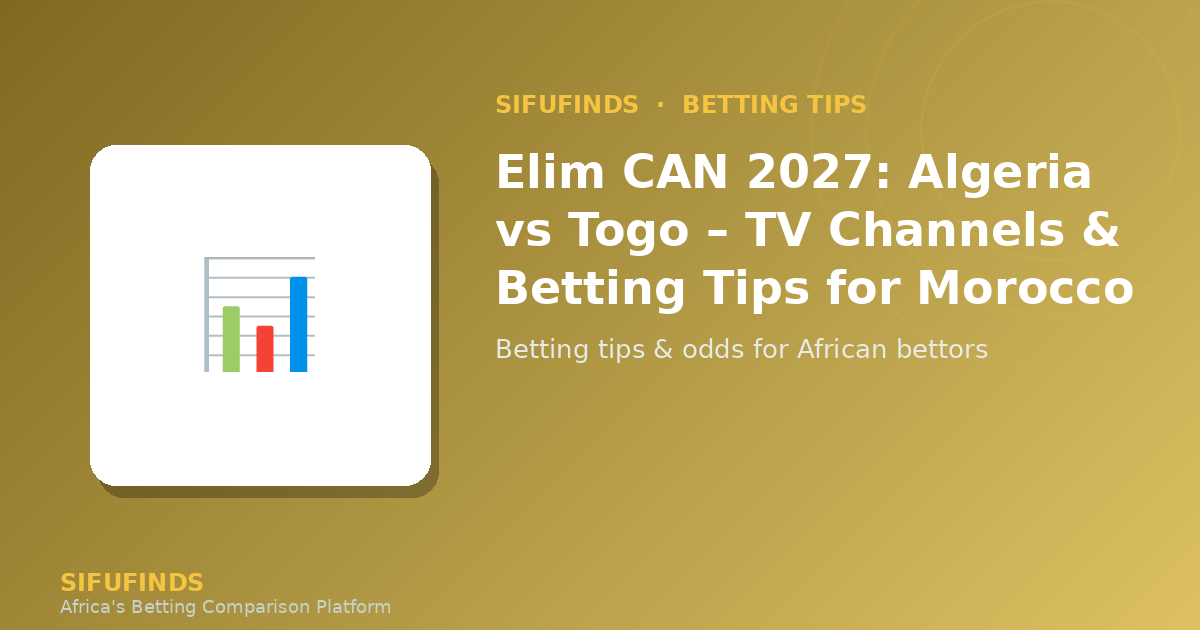 SIFUFINDS · BETTING TIPS
Elim CAN 2027: Algeria
vs Togo – TV Channels &
Betting Tips for Morocco
Betting tips & odds for African bettors
SIFUFINDS
Africa's Betting Comparison Platform